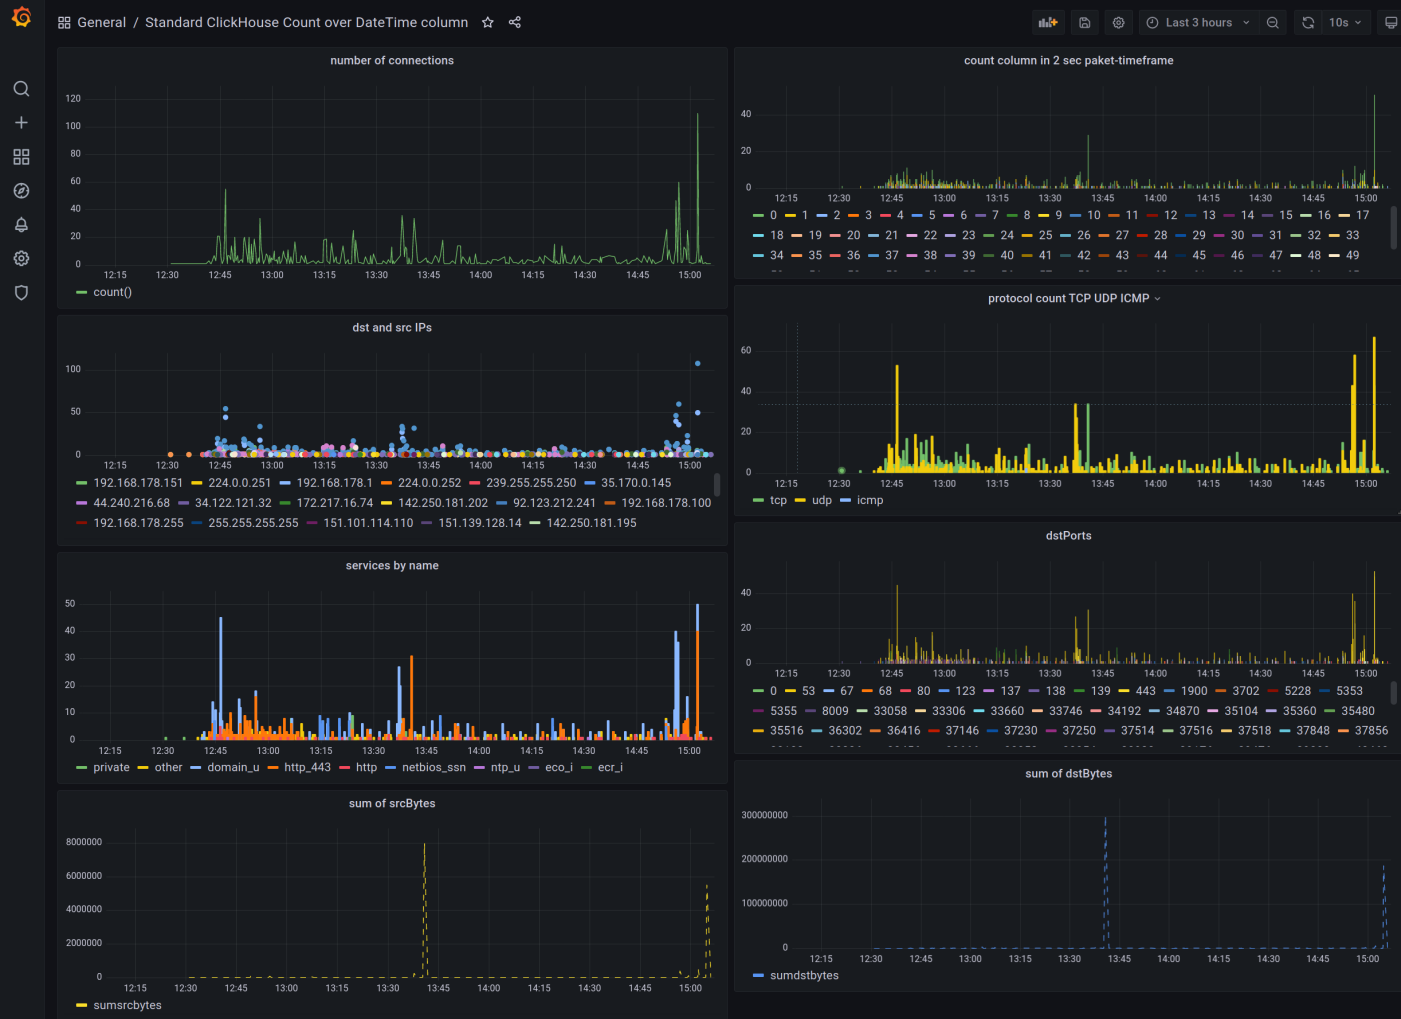 General / Standard ClickHouse Count over DateTime column
Last 3 hours
10s
number of connections
120
100
80
60
40
20
0
12:15 12:30 12:45 13:00 13:15 13:30 13:45 14:00 14:15 14:30 14:45 15:00
count()
count column in 2 sec paket-timeframe
40
20
0
12:15 12:30 12:45 13:00 13:15 13:30 13:45 14:00 14:15 14:30 14:45 15:00
0 1 2 3 4 5 6 7 8 9 10 11 12 13 14 15 16 17
18 19 20 21 22 23 24 25 26 27 28 29 30 31 32 33
34 35 36 37 38 39 40 41 42 43 44 45 46 47 48 49
dst and src IPs
100
50
0
12:15 12:30 12:45 13:00 13:15 13:30 13:45 14:00 14:15 14:30 14:45 15:00
192.168.178.151 224.0.0.251 192.168.178.1 224.0.0.252 239.255.255.250 35.170.0.145
44.240.216.68 34.122.121.32 172.217.16.74 142.250.181.202 92.123.212.241 192.168.178.100
192.168.178.255 255.255.255.255 151.101.114.110 151.139.128.14 142.250.181.195
protocol count TCP UDP ICMP
60
40
20
0
12:15 12:30 12:45 13:00 13:15 13:30 13:45 14:00 14:15 14:30 14:45 15:00
tcp udp icmp
services by name
50
40
30
20
10
0
12:15 12:30 12:45 13:00 13:15 13:30 13:45 14:00 14:15 14:30 14:45 15:00
private other domain_u http_443 http netbios_ssn ntp_u eco_i ecr_i
dstPorts
40
20
0
12:15 12:30 12:45 13:00 13:15 13:30 13:45 14:00 14:15 14:30 14:45 15:00
0 53 67 68 80 123 137 138 139 443 1900 3702 5228 5353
5355 8009 33058 33306 33660 33746 34192 34870 35104 35360 35480
35516 36302 36416 37146 37230 37250 37514 37516 37518 37848 37856
sum of srcBytes
8000000
6000000
4000000
2000000
0
12:15 12:30 12:45 13:00 13:15 13:30 13:45 14:00 14:15 14:30 14:45 15:00
sumsrcbytes
sum of dstBytes
300000000
200000000
100000000
0
12:15 12:30 12:45 13:00 13:15 13:30 13:45 14:00 14:15 14:30 14:45 15:00
sumdstbytes